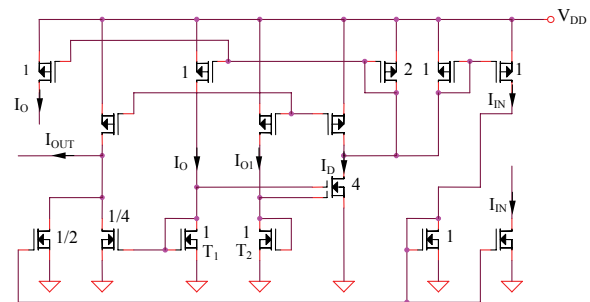 V_DD
1
1
2
1
1
I_O
I_IN
I_OUT
I_O
I_O1
I_D
4
I_IN
1/2
1/4
1
T_1
1
T_2
1